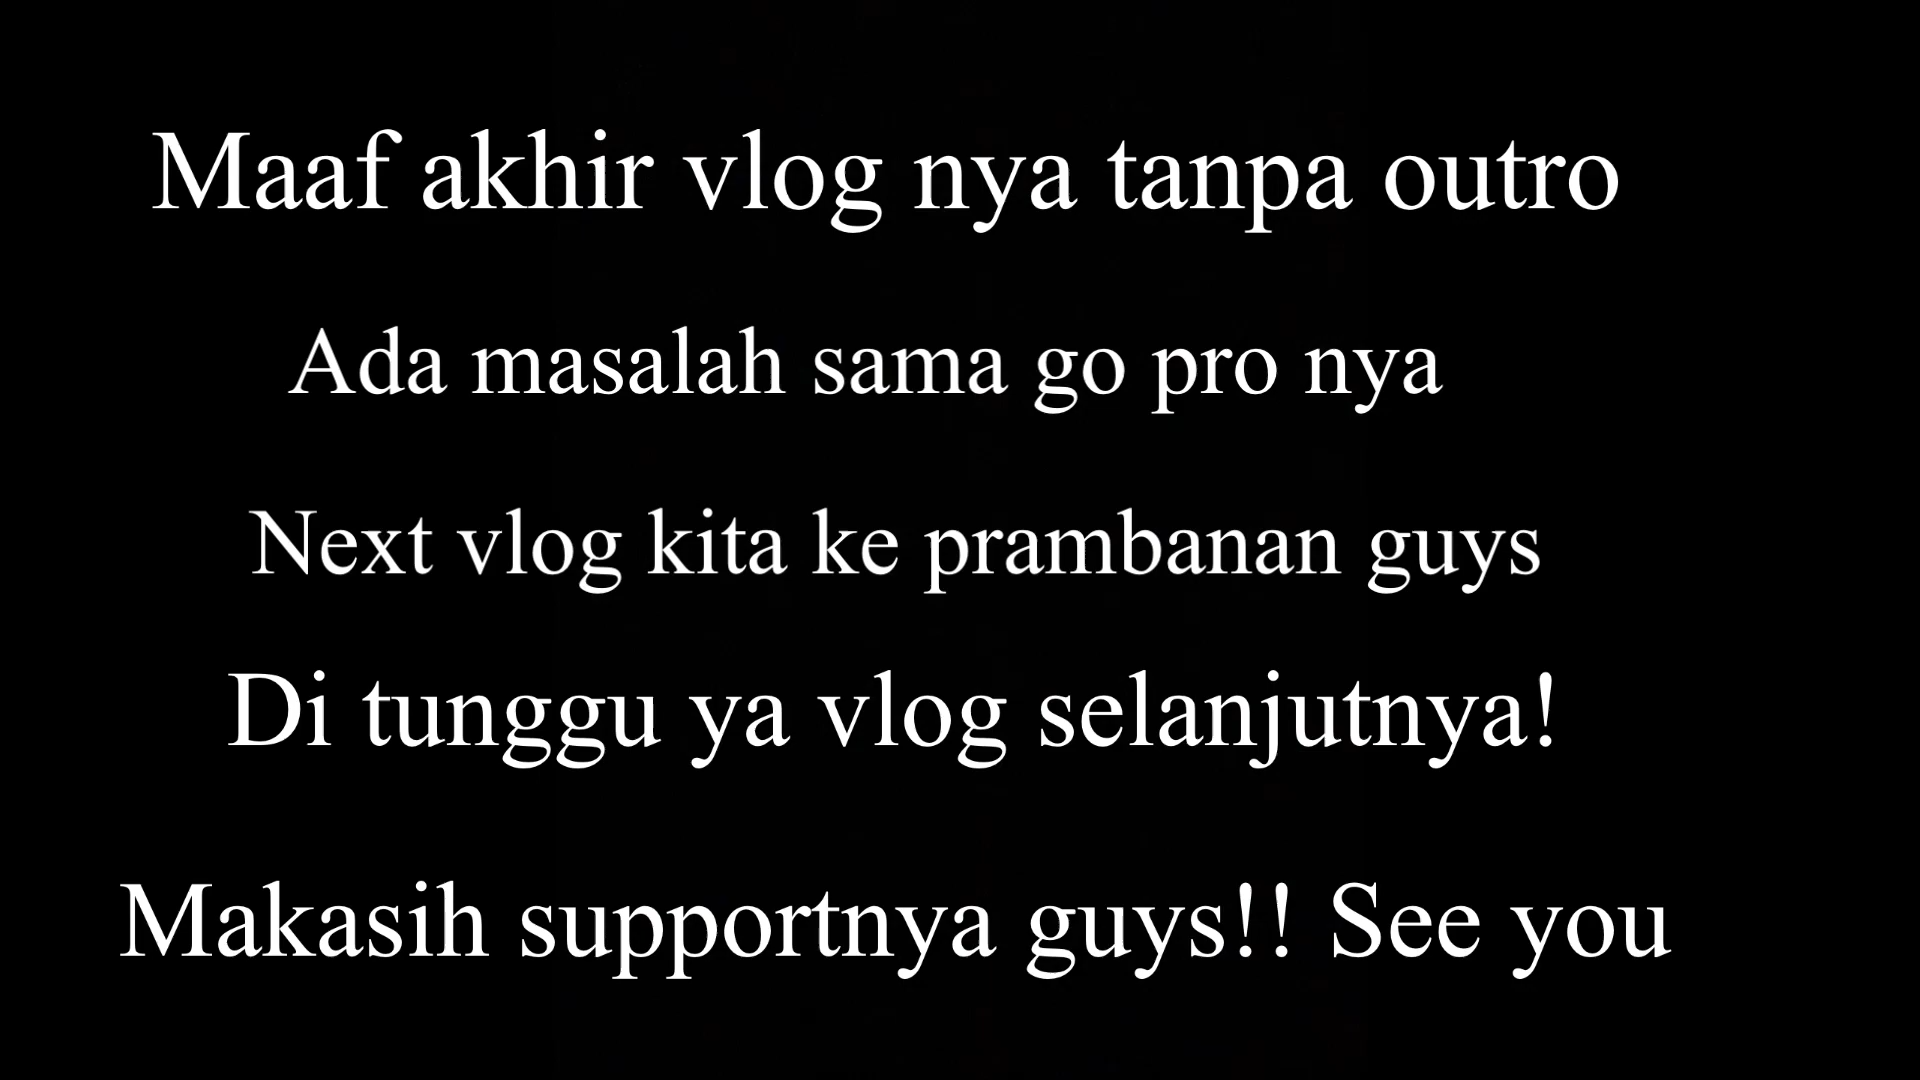 Maaf akhir vlog nya tanpa outro
Ada masalah sama go pro nya
Next vlog kita ke prambanan guys
Di tunggu ya vlog selanjutnya!
Makasih supportnya guys!! See you